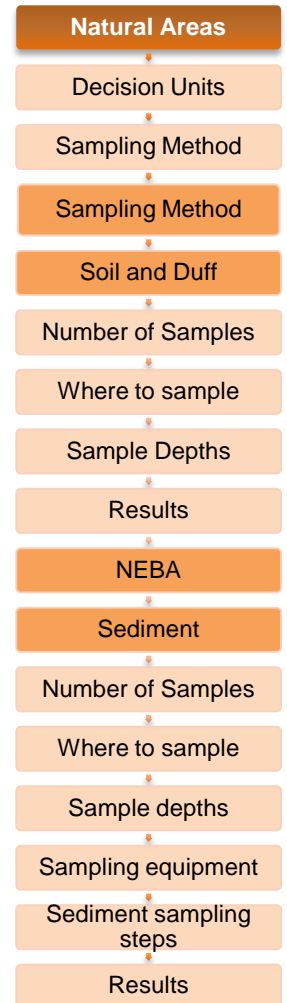 Natural Areas
Decision Units
Sampling Method
Sampling Method
Soil and Duff
Number of Samples
Where to sample
Sample Depths
Results
NEBA
Sediment
Number of Samples
Where to sample
Sample depths
Sampling equipment
Sediment sampling
steps
Results